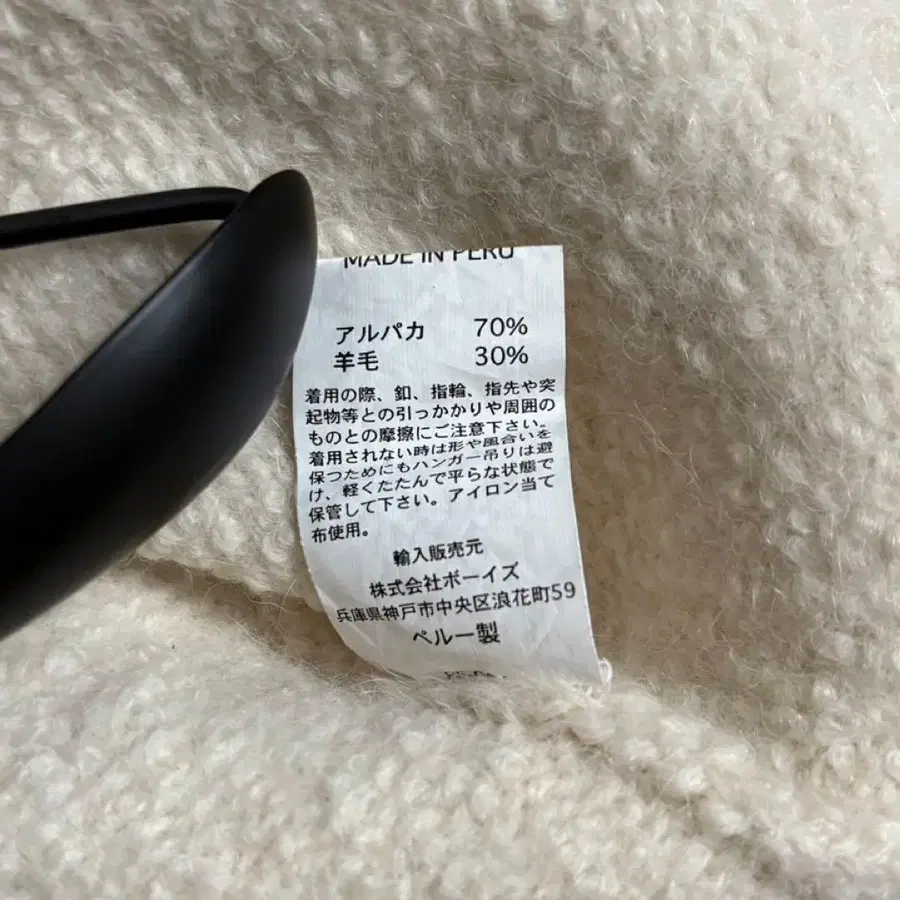 MADE IN PERU
アルパカ 70%
羊毛 30%
着用の際、釦、指輪、指先や突
起物等との引っかかりや周囲の
ものとの摩擦にご注意下さい。
着用されない時は形や風合いを
保つためにもハンガー吊りは避
け、軽くたたんで平らな状態で
保管して下さい。アイロン当て
布使用。
輸入販売元
株式会社ボーイズ
兵庫県神戸市中央区浪花町59
ペルー製